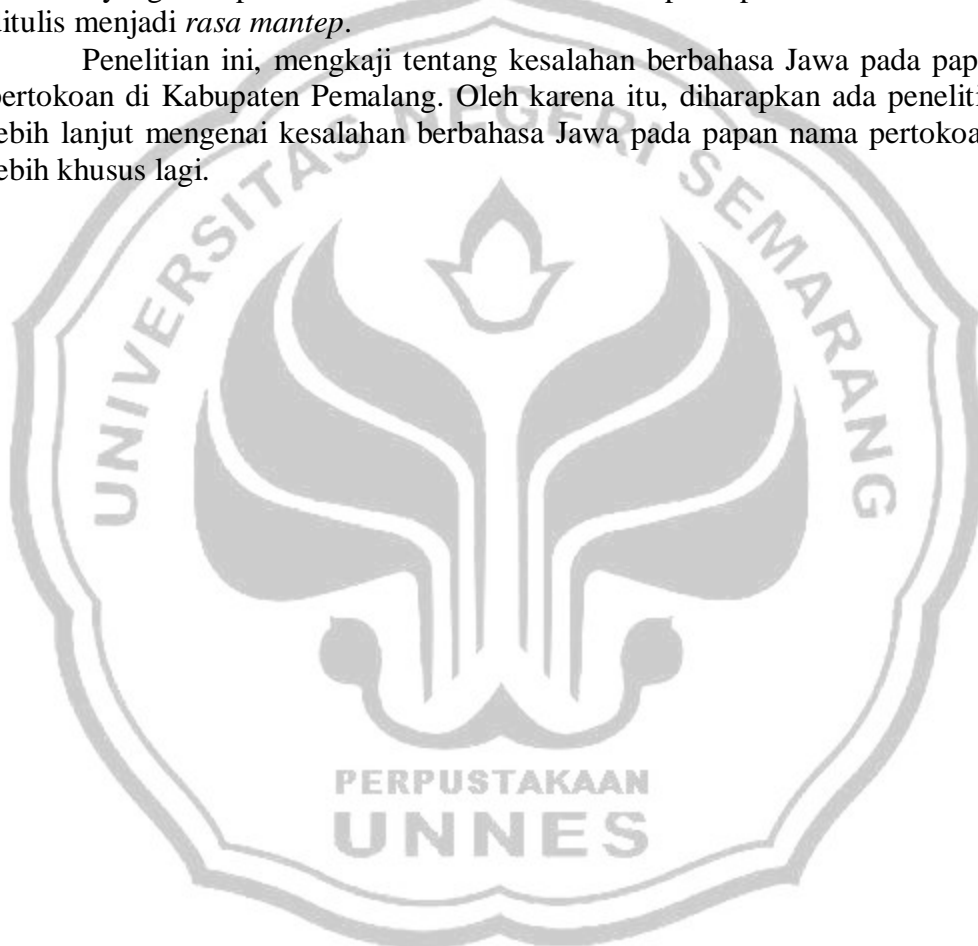 ditulis menjadi rasa mantep.
Penelitian ini, mengkaji tentang kesalahan berbahasa Jawa pada pap
pertokoan di Kabupaten Pemalang. Oleh karena itu, diharapkan ada peneliti
lebih lanjut mengenai kesalahan berbahasa Jawa pada papan nama pertokoa
lebih khusus lagi.
UNIVERSITAS NEGERI SEMARANG
PERPUSTAKAAN
UNNES